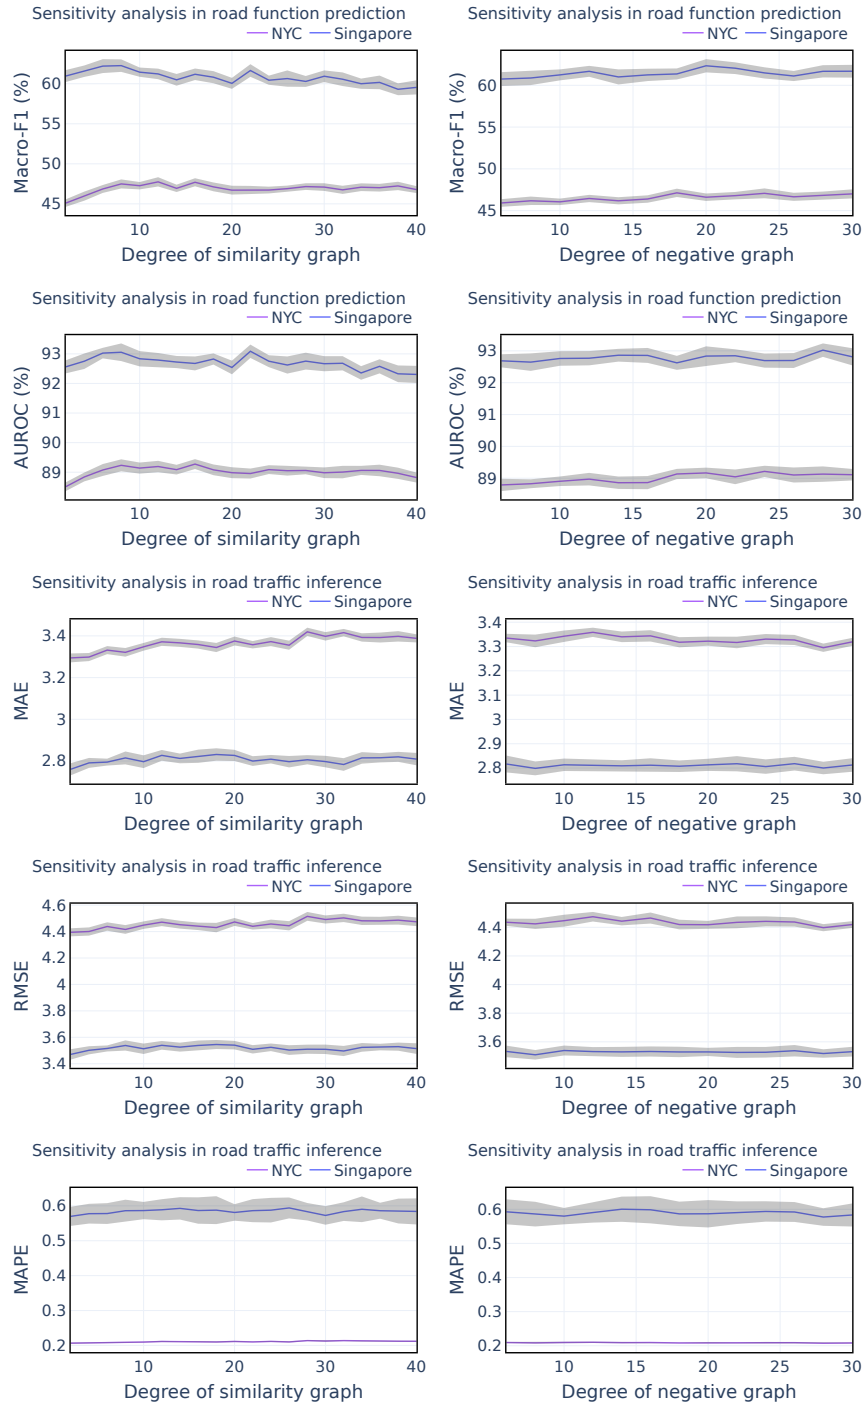 Sensitivity analysis in road function prediction
NYC Singapore
Macro-F1 (%)
60
55
50
45
10 20 30 40
Degree of similarity graph
Sensitivity analysis in road function prediction
NYC Singapore
Macro-F1 (%)
60
55
50
45
10 15 20 25 30
Degree of negative graph
Sensitivity analysis in road function prediction
NYC Singapore
AUROC (%)
93
92
91
90
89
10 20 30 40
Degree of similarity graph
Sensitivity analysis in road function prediction
NYC Singapore
AUROC (%)
93
92
91
90
89
10 15 20 25 30
Degree of negative graph
Sensitivity analysis in road traffic inference
NYC Singapore
MAE
3.4
3.2
3
2.8
10 20 30 40
Degree of similarity graph
Sensitivity analysis in road traffic inference
NYC Singapore
MAE
3.4
3.3
3.2
3.1
3
2.9
2.8
10 15 20 25 30
Degree of negative graph
Sensitivity analysis in road traffic inference
NYC Singapore
RMSE
4.6
4.4
4.2
4
3.8
3.6
3.4
10 20 30 40
Degree of similarity graph
Sensitivity analysis in road traffic inference
NYC Singapore
RMSE
4.4
4.2
4
3.8
3.6
10 15 20 25 30
Degree of negative graph
Sensitivity analysis in road traffic inference
NYC Singapore
MAPE
0.6
0.5
0.4
0.3
0.2
10 20 30 40
Degree of similarity graph
Sensitivity analysis in road traffic inference
NYC Singapore
MAPE
0.6
0.5
0.4
0.3
0.2
10 15 20 25 30
Degree of negative graph